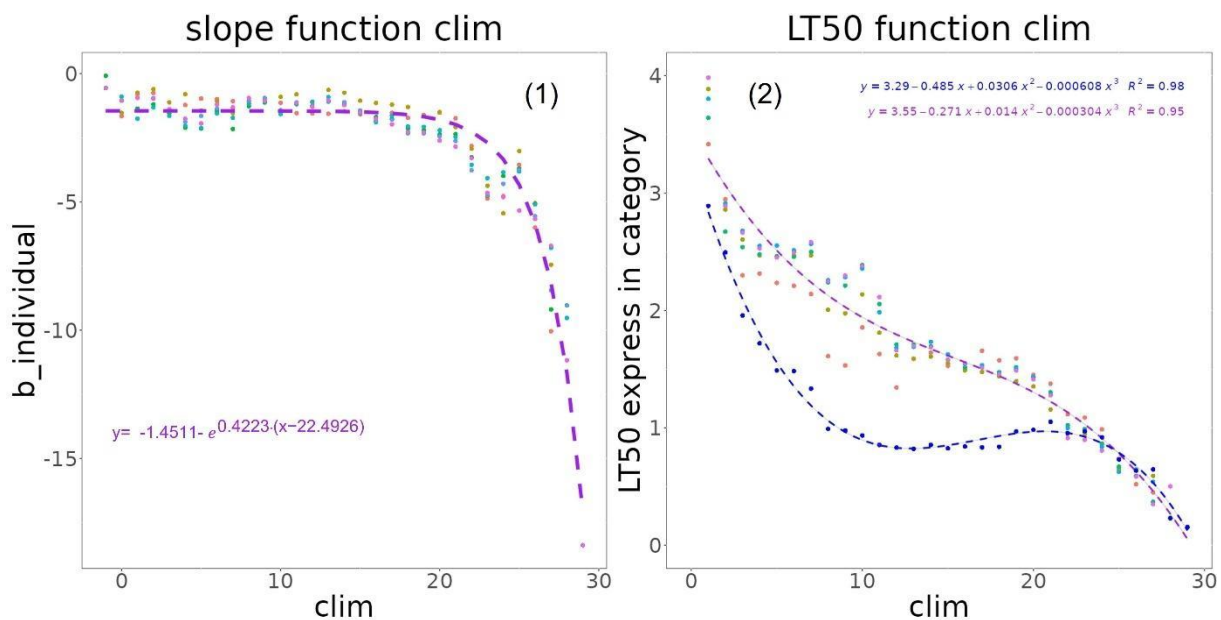 slope function clim
LT50 function clim
(1)
(2)
y = 3.29 − 0.485 x + 0.0306 x² − 0.000608 x³  R² = 0.98
y = 3.55 − 0.271 x + 0.014 x² − 0.000304 x³  R² = 0.95
y= -1.4511- e^0.4223·(x−22.4926)
b_individual
0
-5
-10
-15
0 10 20 30
clim
LT50 express in category
4
3
2
1
0
0 10 20 30
clim